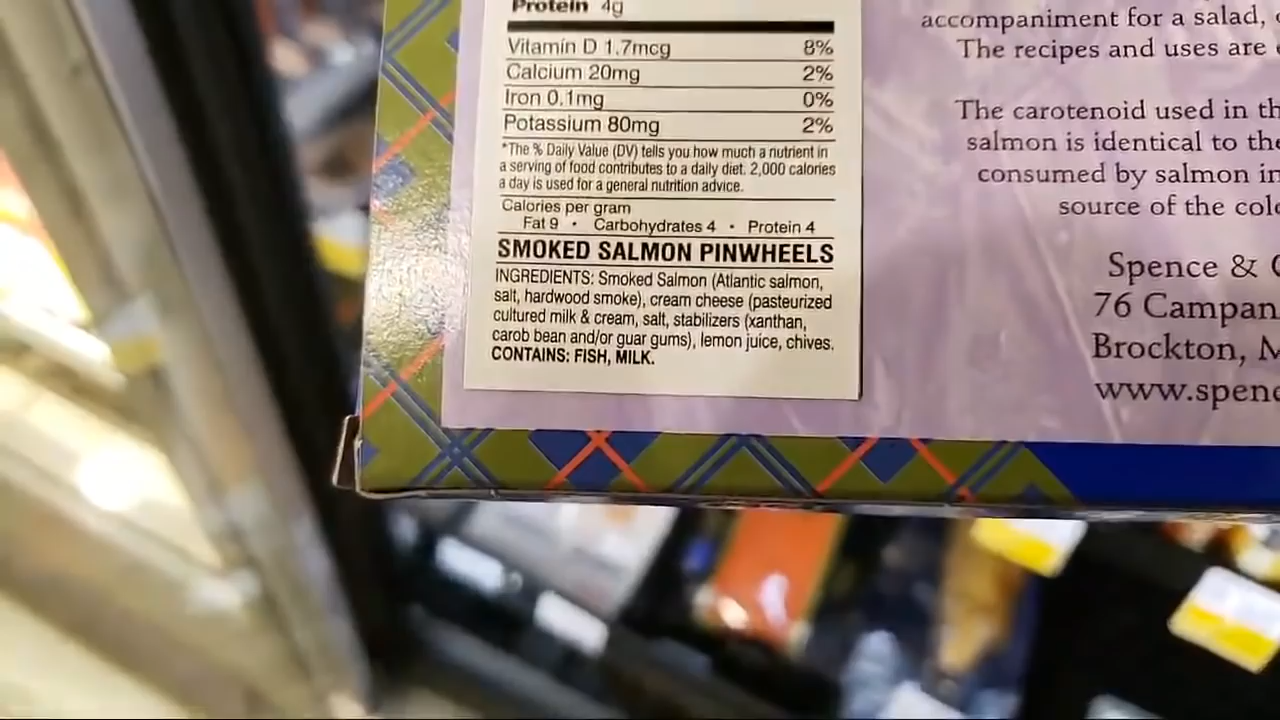 Protein 4g
Vitamin D 1.7mcg 8%
Calcium 20mg 2%
Iron 0.1mg 0%
Potassium 80mg 2%
*The % Daily Value (DV) tells you how much a nutrient in
a serving of food contributes to a daily diet. 2,000 calories
a day is used for a general nutrition advice.
Calories per gram
Fat 9 • Carbohydrates 4 • Protein 4
SMOKED SALMON PINWHEELS
INGREDIENTS: Smoked Salmon (Atlantic salmon,
salt, hardwood smoke), cream cheese (pasteurized
cultured milk & cream, salt, stabilizers (xanthan,
carob bean and/or guar gums), lemon juice, chives.
CONTAINS: FISH, MILK.
accompaniment for a salad,
The recipes and uses are
The carotenoid used in
salmon is identical to
consumed by salmon in
source of the
Spence &
76 Campan
Brockton,
www.spenc